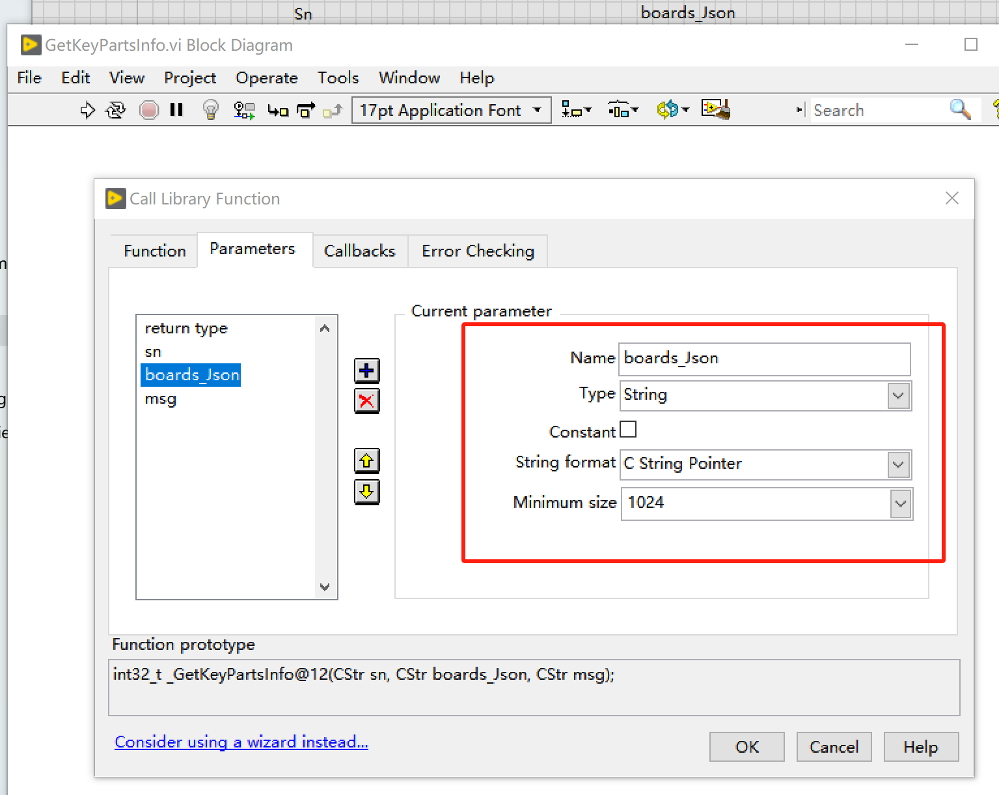 Sn
boards_Json
GetKeyPartsInfo.vi Block Diagram
File Edit View Project Operate Tools Window Help
17pt Application Font
Search
Call Library Function
Function Parameters Callbacks Error Checking
return type
sn
boards_Json
msg
Current parameter
Name boards_Json
Type String
Constant
String format C String Pointer
Minimum size 1024
Function prototype
int32_t _GetKeyPartsInfo@12(CStr sn, CStr boards_Json, CStr msg);
Consider using a wizard instead...
OK Cancel Help